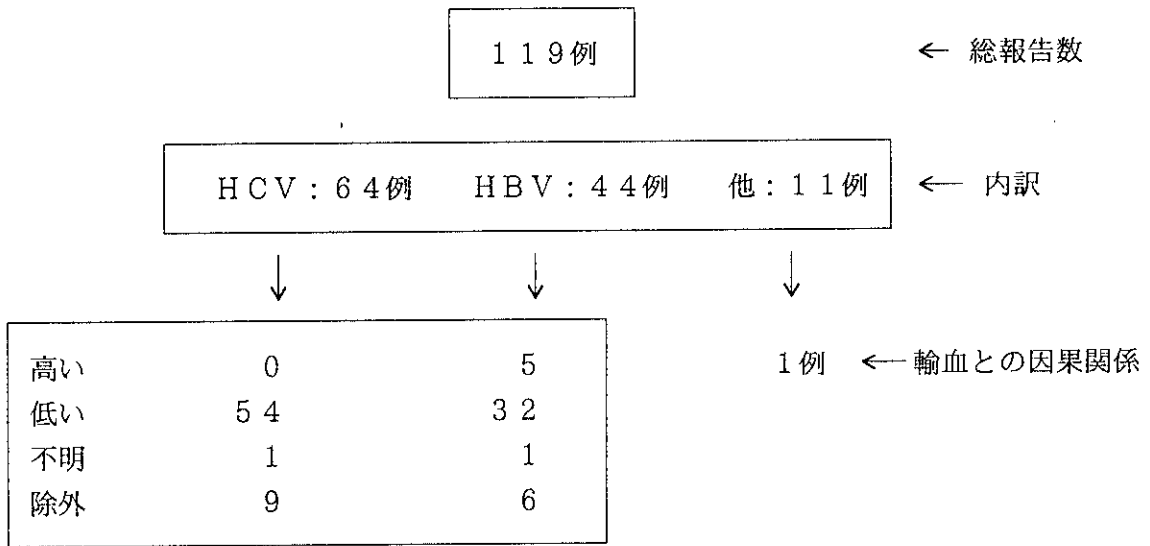 119例 ← 総報告数
HCV:64例 HBV:44例 他:11例 ← 内訳
↓ ↓ ↓
高い 0 5 1例 ← 輸血との因果関係
低い 54 32
不明 1 1
除外 9 6